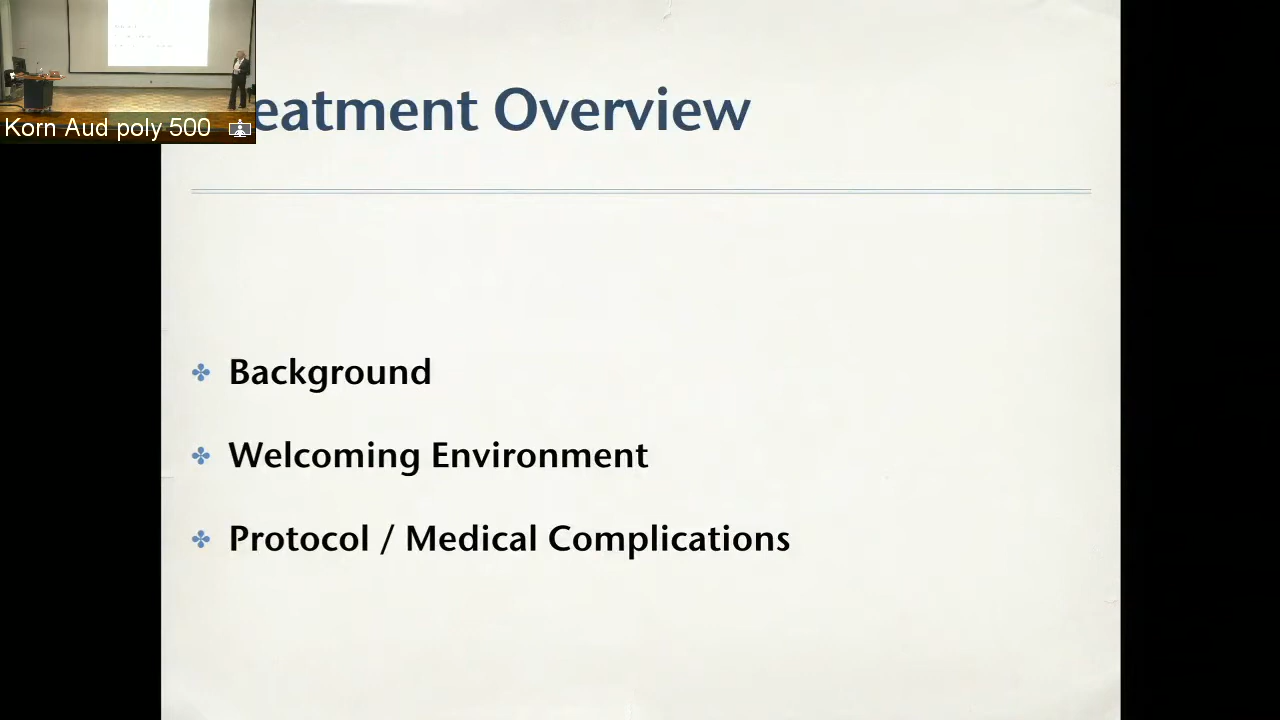 eatment Overview
Korn Aud poly 500
Background
Welcoming Environment
Protocol / Medical Complications